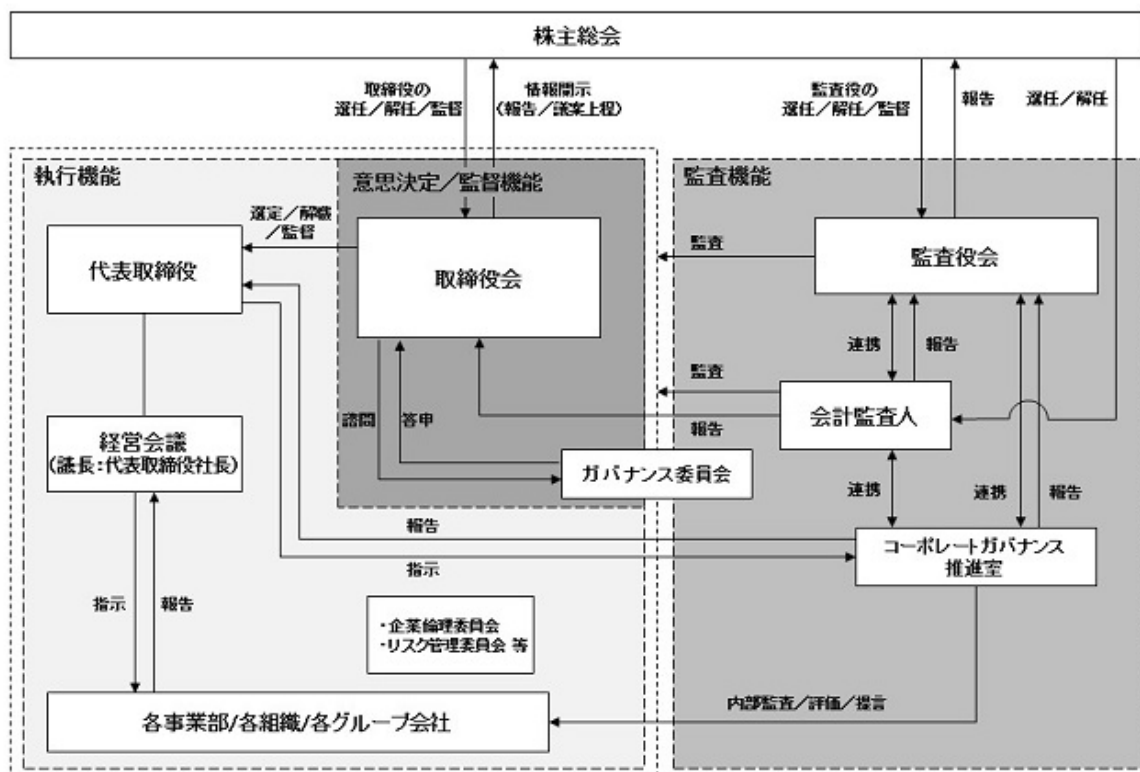 株主総会
取締役の
選任／解任／監督
情報開示
（報告／議案上程）
監査役の
選任／解任／監督
報告
選任／解任
執行機能
意思決定／監督機能
監査機能
選定／解職
／監督
代表取締役
取締役会
監査
監査役会
連携
報告
監査
諮問
答申
報告
会計監査人
経営会議
（議長：代表取締役社長）
ガバナンス委員会
連携
連携
報告
報告
指示
コーポレートガバナンス
推進室
指示
報告
・企業倫理委員会
・リスク管理委員会 等
各事業部/各組織/各グループ会社
内部監査／評価／提言